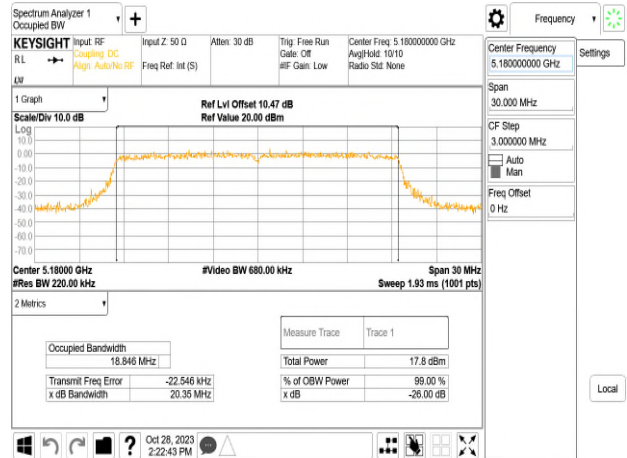 Spectrum Analyzer 1
Occupied BW
Frequency
KEYSIGHT
Input: RF
Coupling: DC
Align: Auto/No RF
Input Z: 50 Ω
Freq Ref: Int (S)
Atten: 30 dB
Trig: Free Run
Gate: Off
#IF Gain: Low
Center Freq: 5.180000000 GHz
Avg|Hold: 10/10
Radio Std: None
RL
LXI
Center Frequency
5.180000000 GHz
Settings
Span
30.000 MHz
CF Step
3.000000 MHz
Auto
Man
Freq Offset
0 Hz
Local
1 Graph
Scale/Div 10.0 dB
Ref Lvl Offset 10.47 dB
Ref Value 20.00 dBm
Log
10.0
0.00
-10.0
-20.0
-30.0
-40.0
-50.0
-60.0
-70.0
Center 5.18000 GHz
#Video BW 680.00 kHz
Span 30 MHz
#Res BW 220.00 kHz
Sweep 1.93 ms (1001 pts)
2 Metrics
Measure Trace
Trace 1
Occupied Bandwidth
18.846 MHz
Total Power
17.8 dBm
Transmit Freq Error
-22.546 kHz
% of OBW Power
99.00 %
x dB Bandwidth
20.35 MHz
x dB
-26.00 dB
Oct 28, 2023
2:22:43 PM